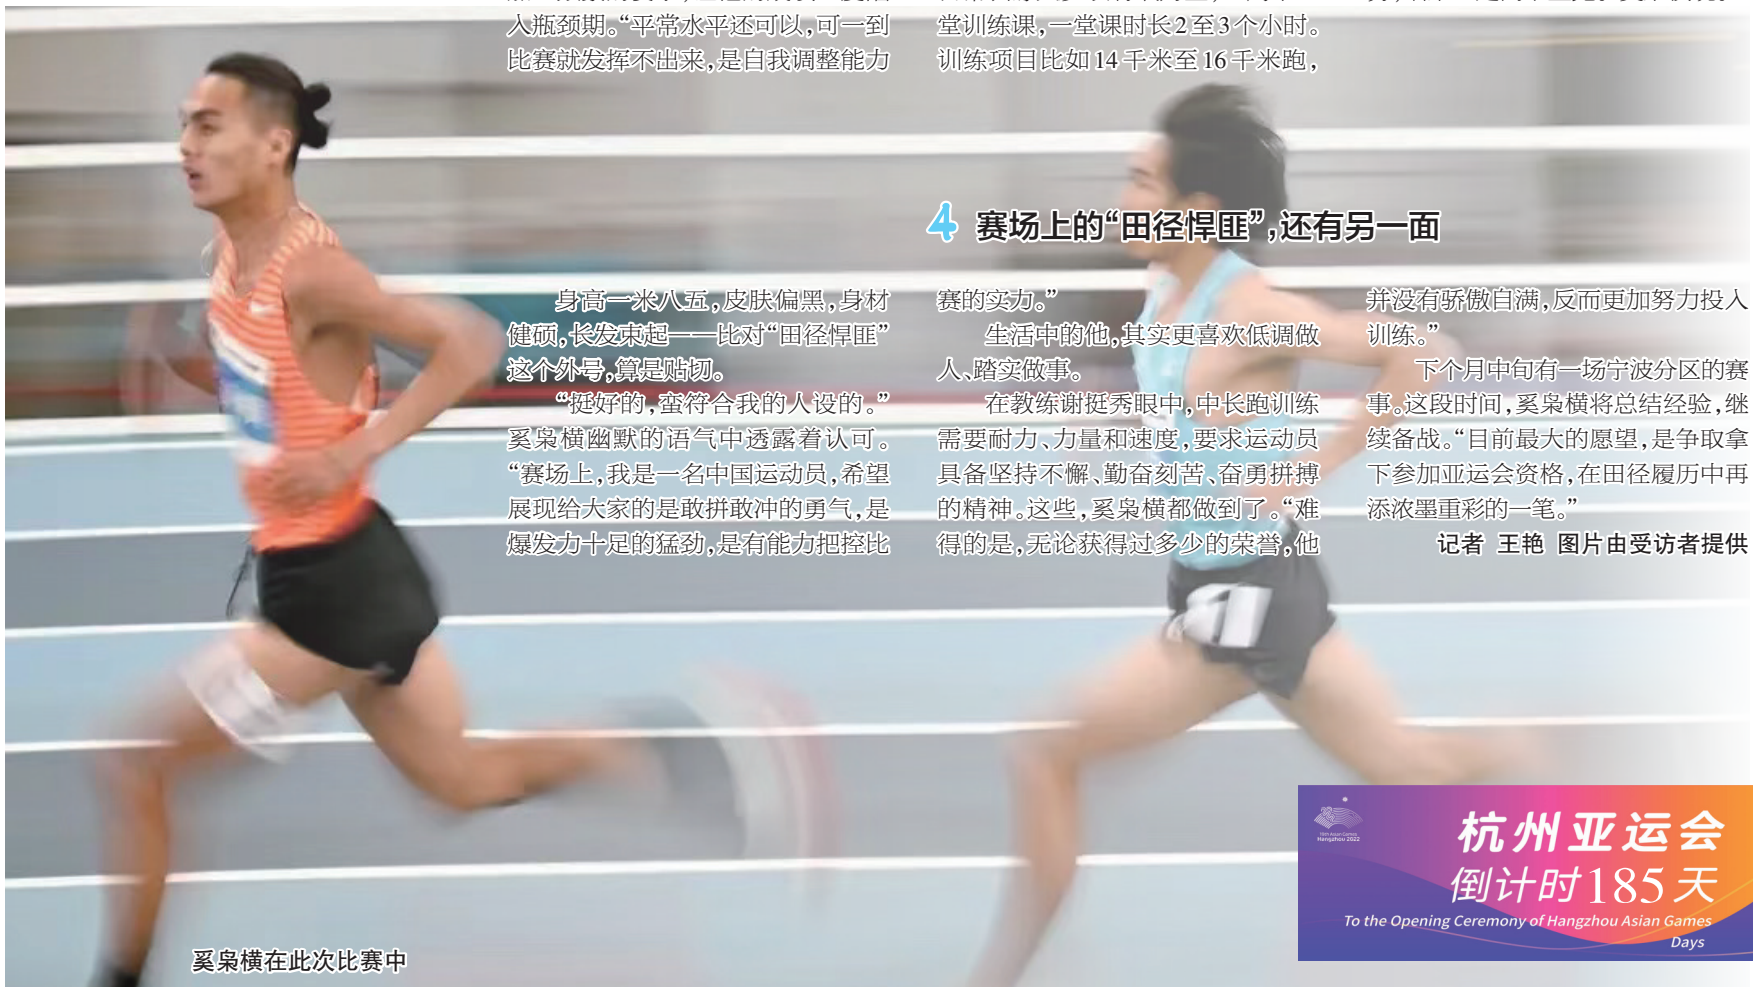 入瓶颈期。“平常水平还可以,可一到
比赛就发挥不出来,是自我调整能力
堂训练课,一堂课时长2至3个小时。
训练项目比如14千米至16千米跑,
4 赛场上的“田径悍匪”,还有另一面
身高一米八五,皮肤偏黑,身材
健硕,长发束起——比对“田径悍匪”
这个外号,算是贴切。
“挺好的,蛮符合我的人设的。”
奚枭横幽默的语气中透露着认可。
“赛场上,我是一名中国运动员,希望
展现给大家的是敢拼敢冲的勇气,是
爆发力十足的猛劲,是有能力把控比
赛的实力。”
生活中的他,其实更喜欢低调做
人、踏实做事。
在教练谢挺秀眼中,中长跑训练
需要耐力、力量和速度,要求运动员
具备坚持不懈、勤奋刻苦、奋勇拼搏
的精神。这些,奚枭横都做到了。“难
得的是,无论获得过多少的荣誉,他
并没有骄傲自满,反而更加努力投入
训练。”
下个月中旬有一场宁波分区的赛
事。这段时间,奚枭横将总结经验,继
续备战。“目前最大的愿望,是争取拿
下参加亚运会资格,在田径履历中再
添浓墨重彩的一笔。”
记者 王艳 图片由受访者提供
奚枭横在此次比赛中
19th Asian Games
Hangzhou 2022
杭州亚运会
倒计时185天
To the Opening Ceremony of Hangzhou Asian Games
Days